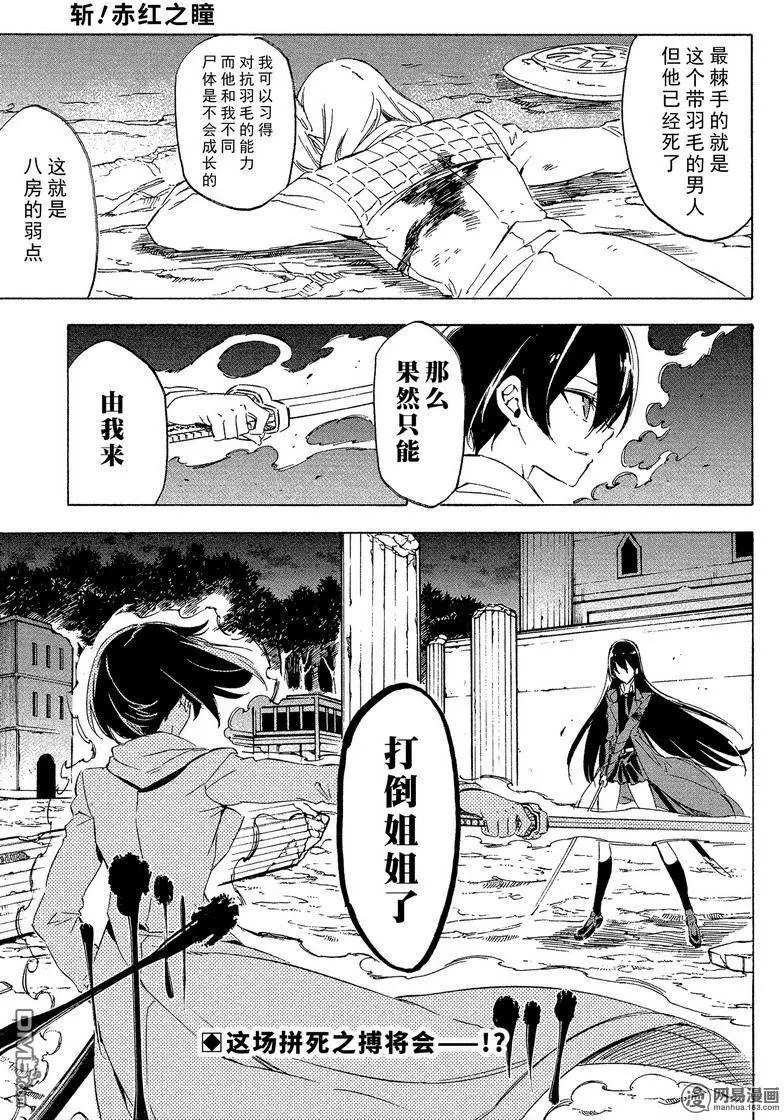 斩!赤红之瞳
最棘手的就是
这个带羽毛的男人
但他已经死了
我可以习得
对抗羽毛的能力
而他和我不同
尸体是不会成长的
这就是
八房的弱点
那么
果然只能
由我来
打倒姐姐了
◆这场拼死之搏将会——!?
网易漫画
manhua.163.com